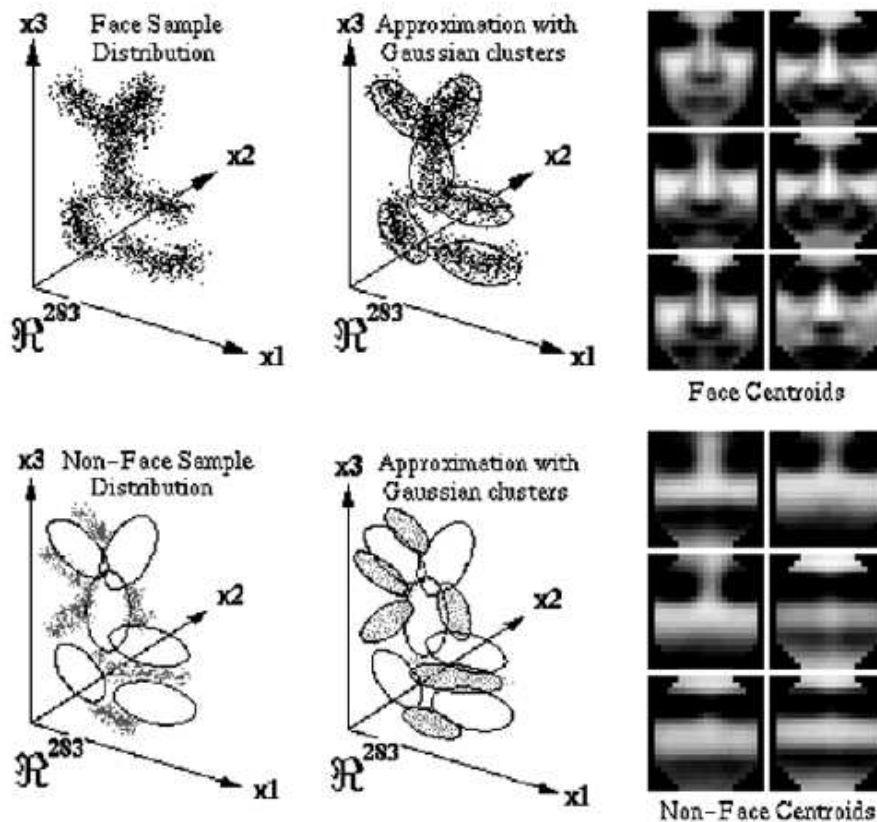 x3
Face Sample
Distribution
x2
ℜ²⁸³
x1
x3
Approximation with
Gaussian clusters
x2
ℜ²⁸³
x1
Face Centroids
x3
Non-Face Sample
Distribution
x2
ℜ²⁸³
x1
x3
Approximation with
Gaussian clusters
x2
ℜ²⁸³
x1
Non-Face Centroids